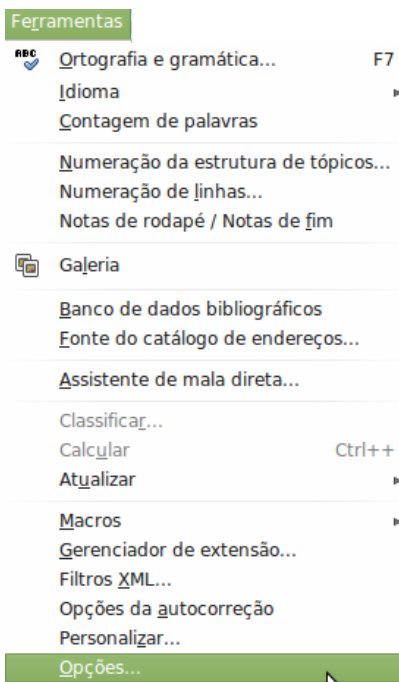 Ferramentas
ABC Ortografia e gramática... F7
Idioma
Contagem de palavras
Numeração da estrutura de tópicos...
Numeração de linhas...
Notas de rodapé / Notas de fim
Galeria
Banco de dados bibliográficos
Fonte do catálogo de endereços...
Assistente de mala direta...
Classificar...
Calcular Ctrl++
Atualizar
Macros
Gerenciador de extensão...
Filtros XML...
Opções da autocorreção
Personalizar...
Opções...